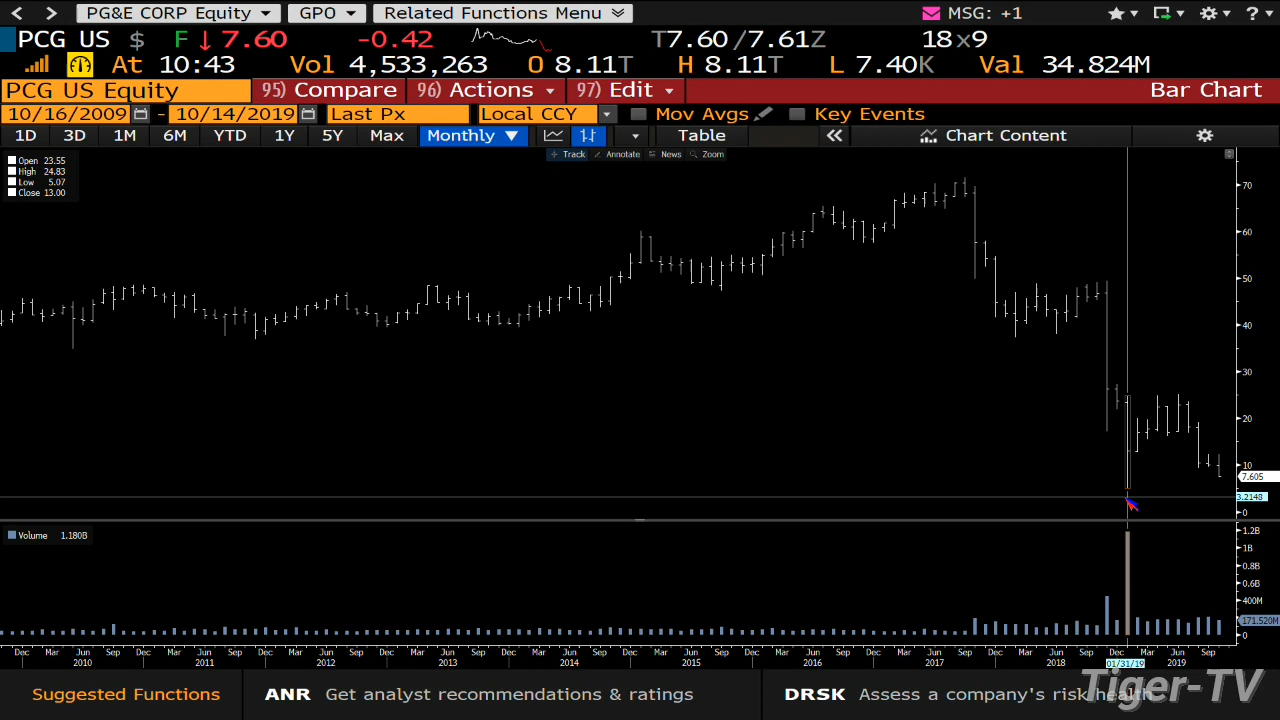 PG&E CORP Equity GPO Related Functions Menu MSG: +1 ?
PCG US $ F ↓ 7.60 -0.42 T7.60 /7.61Z 18 x 9
At 10:43 Vol 4,533,263 O 8.11T H 8.11T L 7.40K Val 34.824M
PCG US Equity 95) Compare 96) Actions 97) Edit Bar Chart
10/16/2009 - 10/14/2019 Last Px Local CCY Mov Avgs Key Events
1D 3D 1M 6M YTD 1Y 5Y Max Monthly ▼ Table « Chart Content
Track Annotate News Zoom
Open 23.55
High 24.83
Low 5.07
Close 13.00
70
60
50
40
30
20
10
7.605
3.2148
0
Volume 1.180B
1.2B
1B
0.8B
0.6B
400M
171.520M
0
Dec Mar Jun Sep Dec Mar Jun Sep Dec Mar Jun Sep Dec Mar Jun Sep Dec Mar Jun Sep Dec Mar Jun Sep Dec Mar Jun Sep Dec Mar Jun Sep Dec Mar Jun Sep Dec Mar Jun Sep
2010 2011 2012 2013 2014 2015 2016 2017 2018 01/31/19 2019
Suggested Functions ANR Get analyst recommendations & ratings DRSK Assess a company's risk health
Tiger-TV